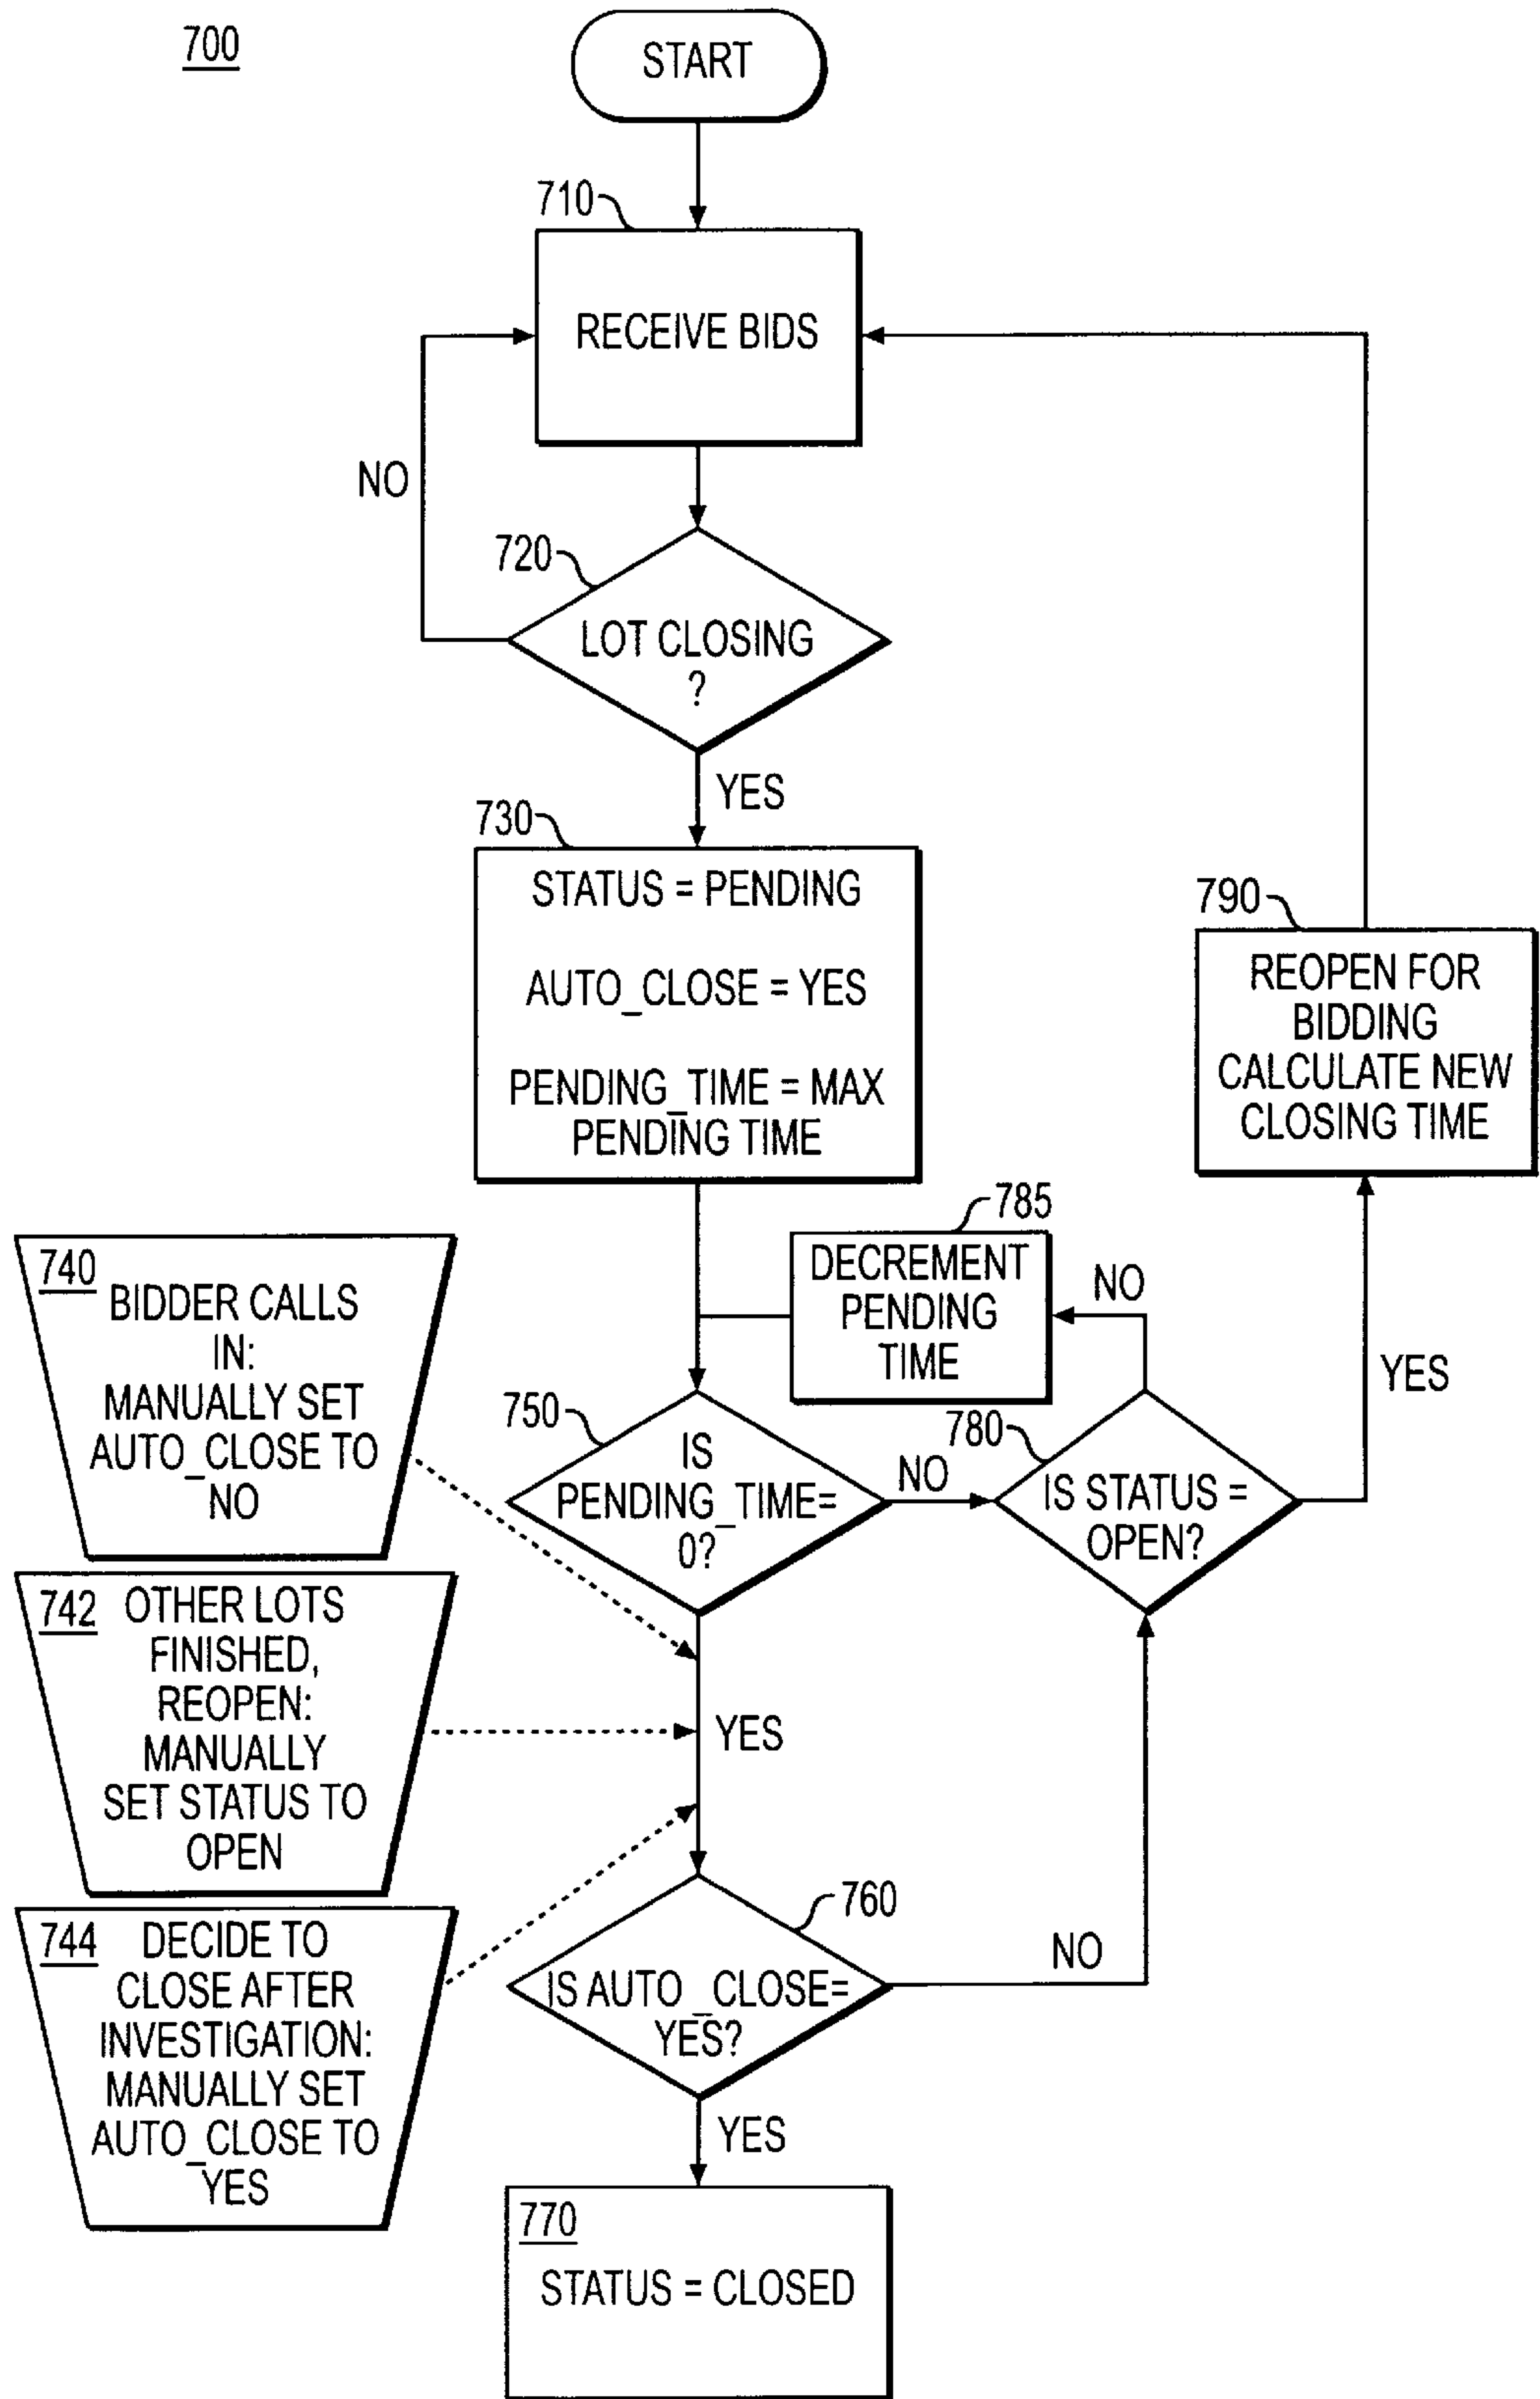 700
START
710
RECEIVE BIDS
NO
720
LOT CLOSING
?
YES
730
STATUS = PENDING
AUTO_CLOSE = YES
PENDING_TIME = MAX
PENDING TIME
790
REOPEN FOR
BIDDING
CALCULATE NEW
CLOSING TIME
785
DECREMENT
PENDING
TIME
NO
YES
740
BIDDER CALLS
IN:
MANUALLY SET
AUTO_CLOSE TO
NO
750
IS
PENDING_TIME=
0?
NO
780
IS STATUS =
OPEN?
742
OTHER LOTS
FINISHED,
REOPEN:
MANUALLY
SET STATUS TO
OPEN
YES
744
DECIDE TO
CLOSE AFTER
INVESTIGATION:
MANUALLY SET
AUTO_CLOSE TO
YES
760
IS AUTO_CLOSE=
YES?
NO
YES
770
STATUS = CLOSED